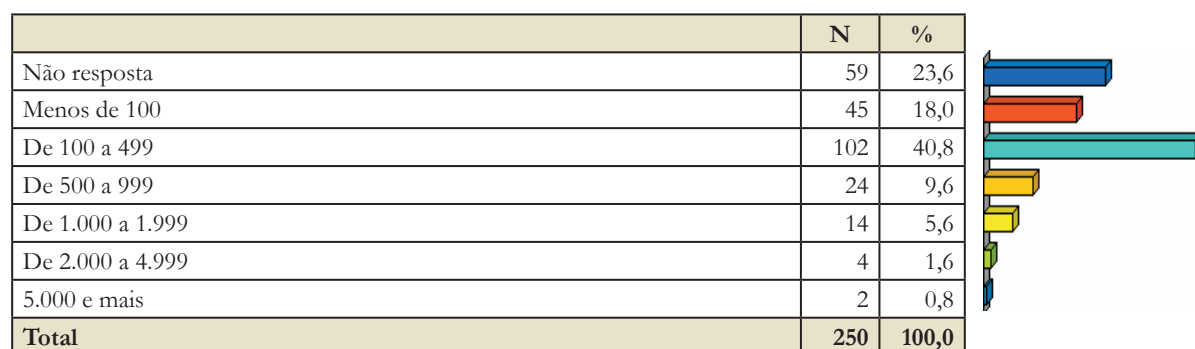 N %
Não resposta 59 23,6
Menos de 100 45 18,0
De 100 a 499 102 40,8
De 500 a 999 24 9,6
De 1.000 a 1.999 14 5,6
De 2.000 a 4.999 4 1,6
5.000 e mais 2 0,8
Total 250 100,0